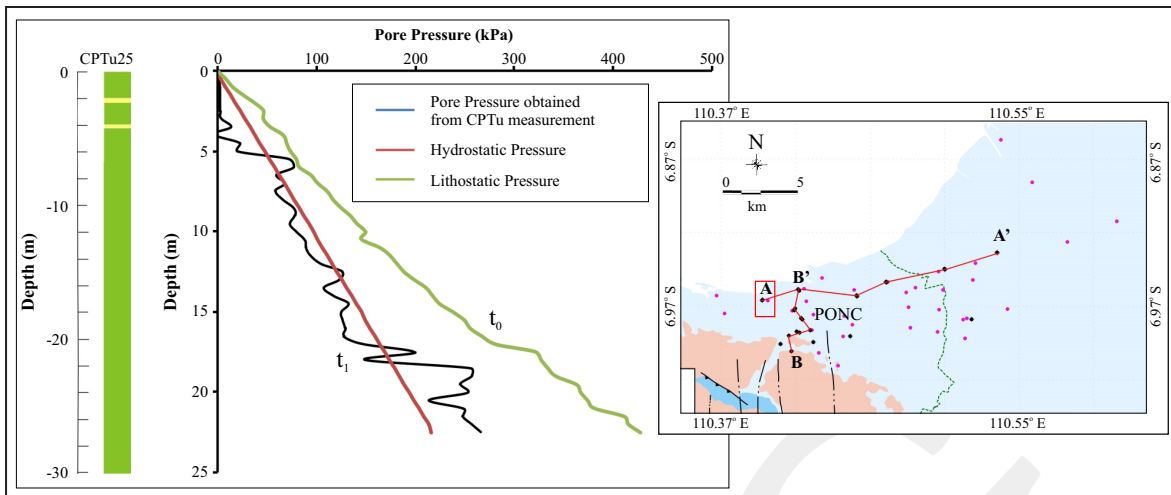 CPTu25
0
-10
-20
-30
Depth (m)
Pore Pressure (kPa)
0 100 200 300 400 500
0
5
10
15
20
25
Depth (m)
Pore Pressure obtained
from CPTu measurement
Hydrostatic Pressure
Lithostatic Pressure
t0
t1
110.37° E 110.55° E
6.87° S 6.87° S
N
0 5
km
A'
A B'
6.97° S 6.97° S
PONC
B
110.37° E 110.55° E